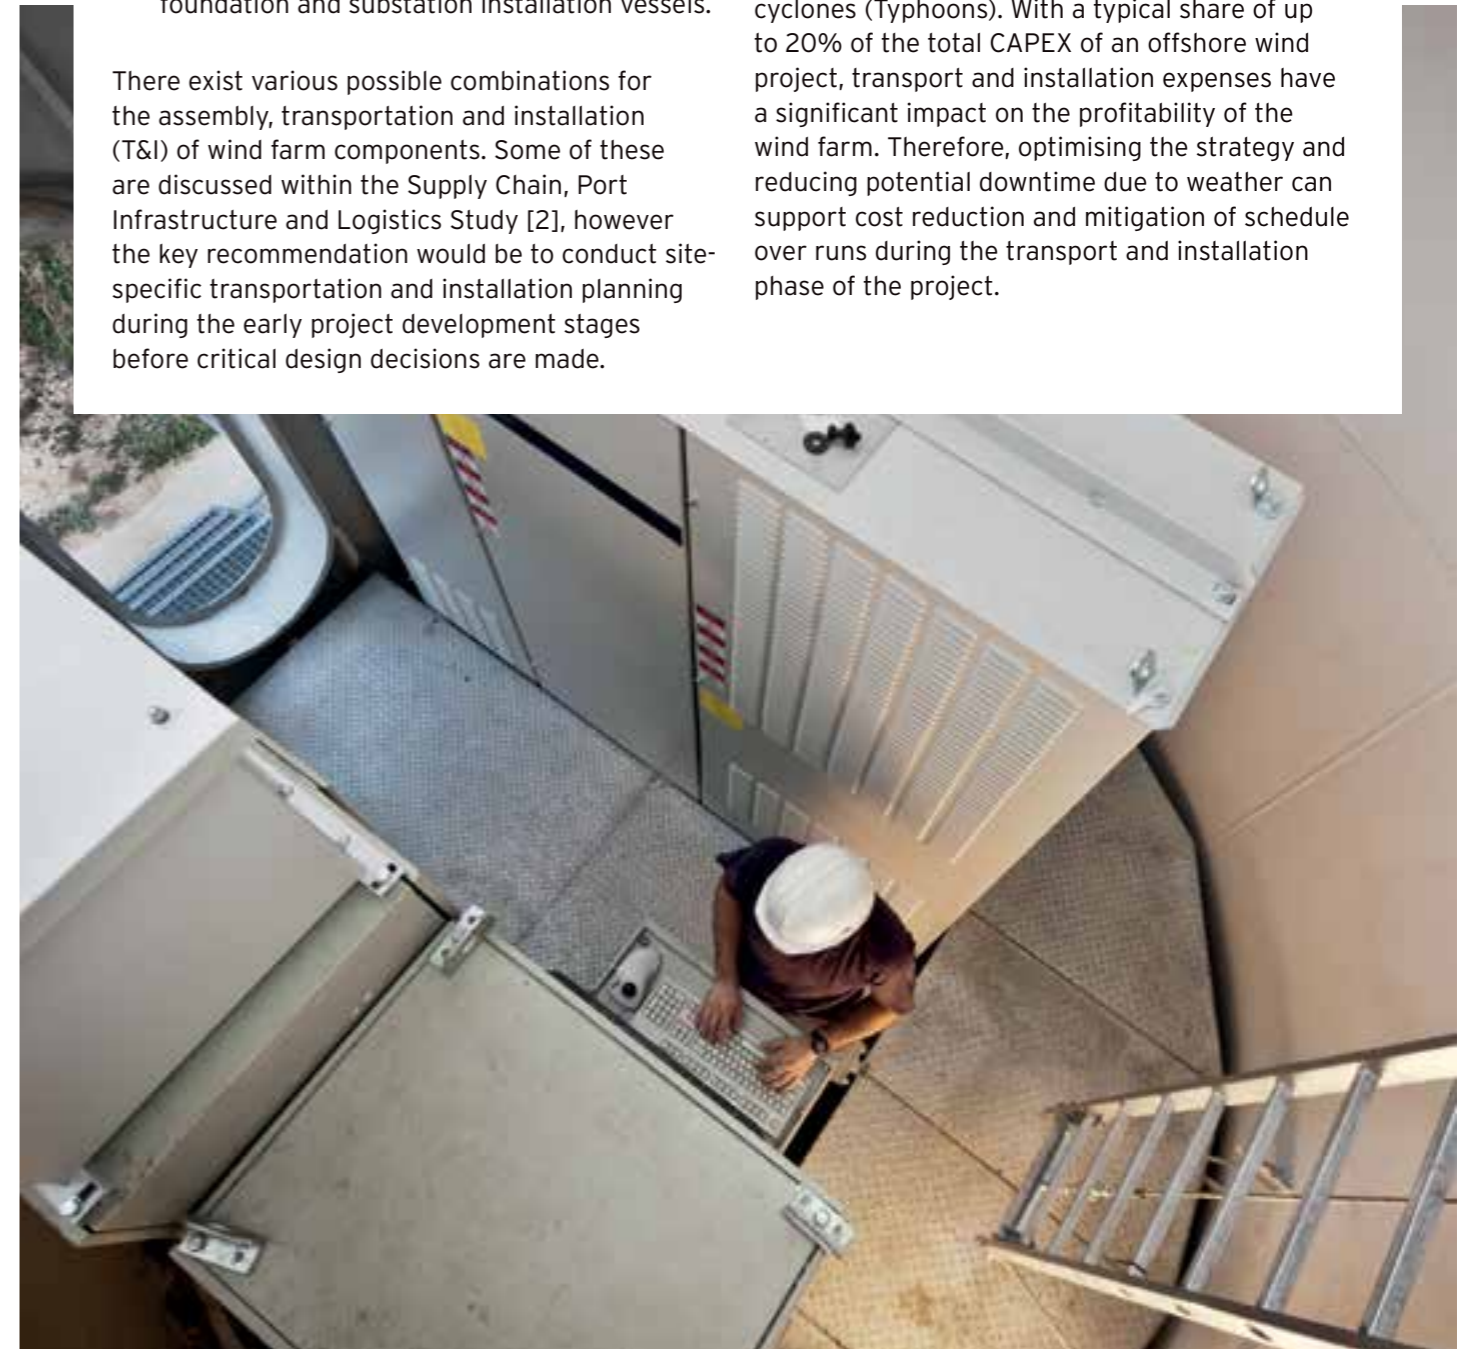 foundation and substation installation vessels.
There exist various possible combinations for
the assembly, transportation and installation
(T&I) of wind farm components. Some of these
are discussed within the Supply Chain, Port
Infrastructure and Logistics Study [2], however
the key recommendation would be to conduct site-
specific transportation and installation planning
during the early project development stages
before critical design decisions are made.
cyclones (Typhoons). With a typical share of up
to 20% of the total CAPEX of an offshore wind
project, transport and installation expenses have
a significant impact on the profitability of the
wind farm. Therefore, optimising the strategy and
reducing potential downtime due to weather can
support cost reduction and mitigation of schedule
over runs during the transport and installation
phase of the project.